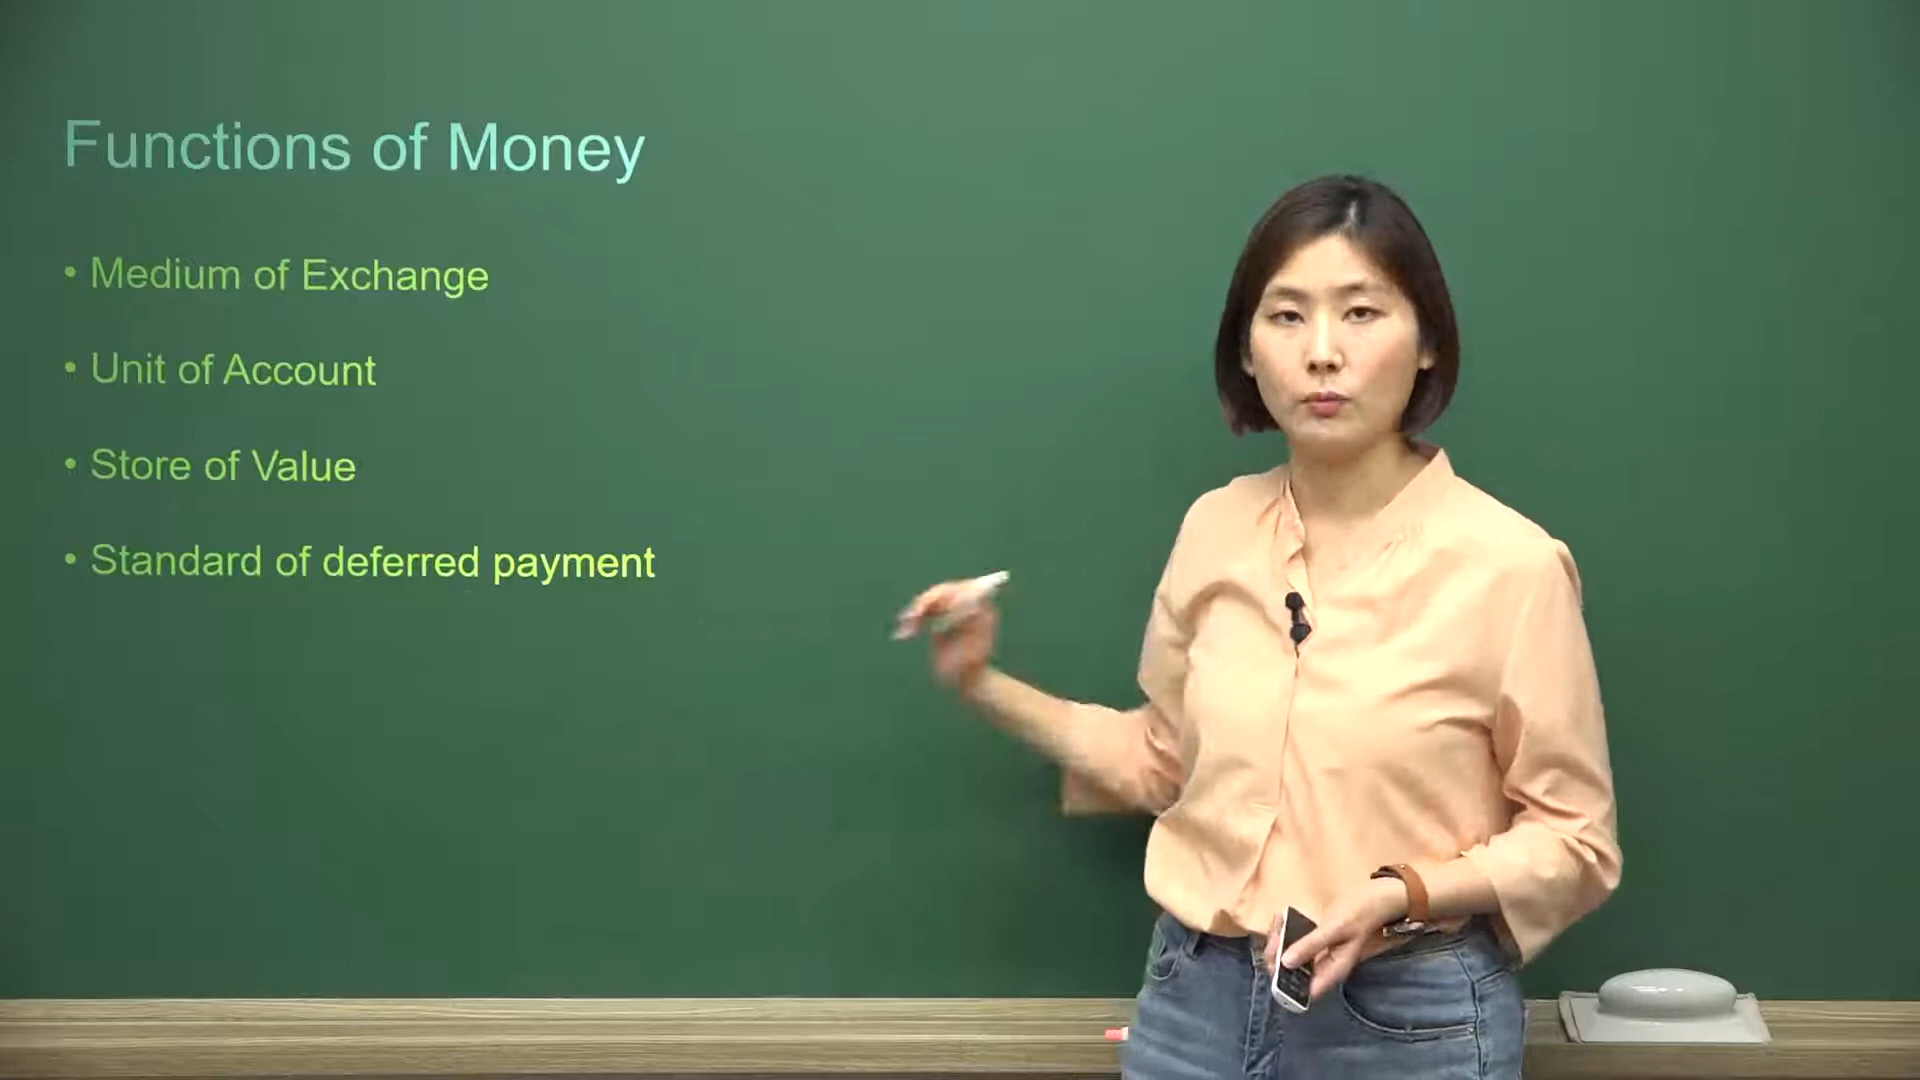 Functions of Money
• Medium of Exchange
• Unit of Account
• Store of Value
• Standard of deferred payment